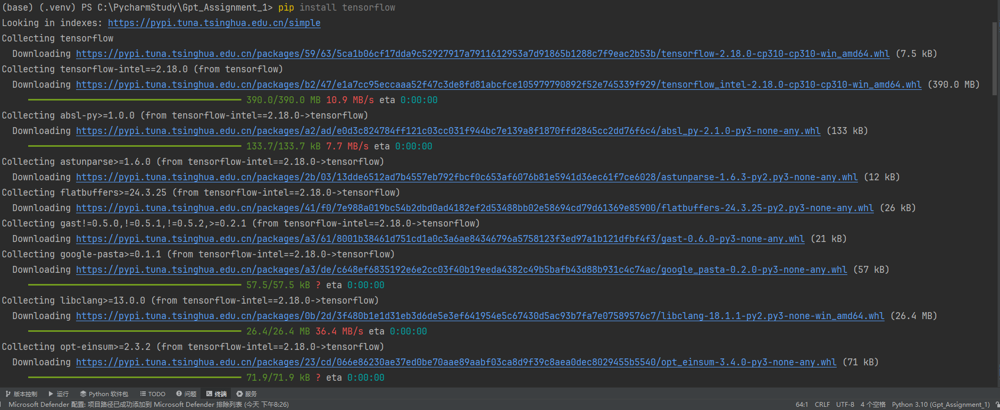 (base) (.venv) PS C:\PycharmStudy\Gpt_Assignment_1> pip install tensorflow
Looking in indexes: https://pypi.tuna.tsinghua.edu.cn/simple
Collecting tensorflow
Downloading https://pypi.tuna.tsinghua.edu.cn/packages/59/63/5ca1b06cf17dda9c52927917a7911612953a7d91865b1288c7f9eac2b53b/tensorflow-2.18.0-cp310-cp310-win_amd64.whl (7.5 kB)
Collecting tensorflow-intel==2.18.0 (from tensorflow)
Downloading https://pypi.tuna.tsinghua.edu.cn/packages/b2/47/e1a7cc95eccaaa52f47c3de8fd81abcfce105979790892f52e745339f929/tensorflow_intel-2.18.0-cp310-cp310-win_amd64.whl (390.0 MB)
390.0/390.0 MB 10.9 MB/s eta 0:00:00
Collecting absl-py>=1.0.0 (from tensorflow-intel==2.18.0->tensorflow)
Downloading https://pypi.tuna.tsinghua.edu.cn/packages/a2/ad/e0d3c824784ff121c03cc031f944bc7e139a8f1870ffd2845cc2dd76f6c4/absl_py-2.1.0-py3-none-any.whl (133 kB)
133.7/133.7 kB 7.7 MB/s eta 0:00:00
Collecting astunparse>=1.6.0 (from tensorflow-intel==2.18.0->tensorflow)
Downloading https://pypi.tuna.tsinghua.edu.cn/packages/2b/03/13dde6512ad7b4557eb792fbcf0c653af6076b81e5941d36ec61f7ce6028/astunparse-1.6.3-py2.py3-none-any.whl (12 kB)
Collecting flatbuffers>=24.3.25 (from tensorflow-intel==2.18.0->tensorflow)
Downloading https://pypi.tuna.tsinghua.edu.cn/packages/41/f0/7e988a019bc54b2dbd0ad4182ef2d53488bb02e58694cd79d61369e85900/flatbuffers-24.3.25-py2.py3-none-any.whl (26 kB)
Collecting gast!=0.5.0,!=0.5.1,!=0.5.2,>=0.2.1 (from tensorflow-intel==2.18.0->tensorflow)
Downloading https://pypi.tuna.tsinghua.edu.cn/packages/a3/61/8001b38461d751cd1a0c3a6ae84346796a5758123f3ed97a1b121dfbf4f3/gast-0.6.0-py3-none-any.whl (21 kB)
Collecting google-pasta>=0.1.1 (from tensorflow-intel==2.18.0->tensorflow)
Downloading https://pypi.tuna.tsinghua.edu.cn/packages/a3/de/c648ef6835192e6e2cc03f40b19eeda4382c49b5bafb43d88b931c4c74ac/google_pasta-0.2.0-py3-none-any.whl (57 kB)
57.5/57.5 kB ? eta 0:00:00
Collecting libclang>=13.0.0 (from tensorflow-intel==2.18.0->tensorflow)
Downloading https://pypi.tuna.tsinghua.edu.cn/packages/0b/2d/3f480b1e1d31eb3d6de5e3ef641954e5c67430d5ac93b7fa7e07589576c7/libclang-18.1.1-py2.py3-none-win_amd64.whl (26.4 MB)
26.4/26.4 MB 36.4 MB/s eta 0:00:00
Collecting opt-einsum>=2.3.2 (from tensorflow-intel==2.18.0->tensorflow)
Downloading https://pypi.tuna.tsinghua.edu.cn/packages/23/cd/066e86230ae37ed0be70aae89aabf03ca8d9f39c8aea0dec8029455b5540/opt_einsum-3.4.0-py3-none-any.whl (71 kB)
71.9/71.9 kB ? eta 0:00:00
版本控制 运行 Python 软件包 TODO 问题 终端 服务
Microsoft Defender 配置: 项目路径已成功添加到 Microsoft Defender 排除列表 (今天 下午8:26) 64:1 CRLF UTF-8 4 个空格 Python 3.10 (Gpt_Assignment_1)